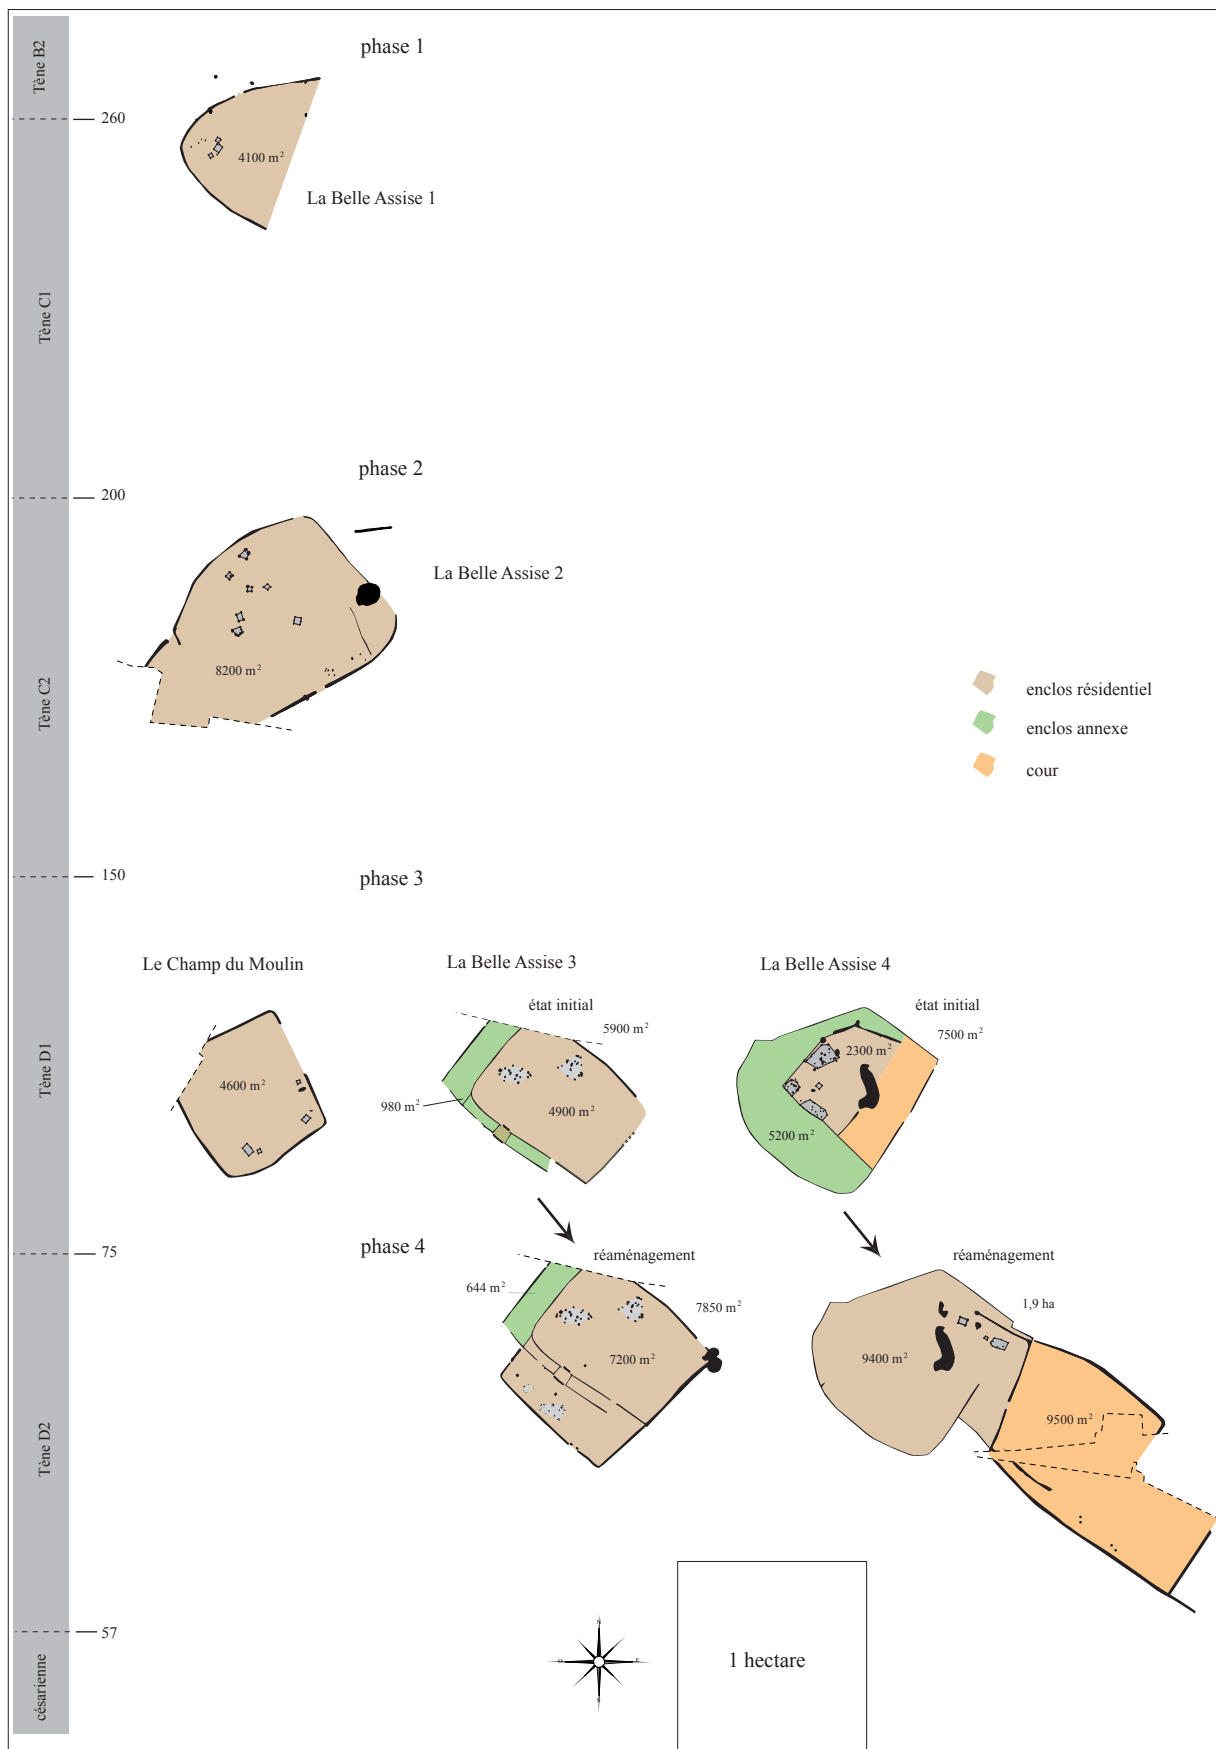 Tène B2
phase 1
260
4100 m²
La Belle Assise 1
Tène C1
phase 2
200
La Belle Assise 2
8200 m²
Tène C2
enclos résidentiel
enclos annexe
cour
150
phase 3
Le Champ du Moulin
La Belle Assise 3
La Belle Assise 4
état initial
5900 m²
état initial
7500 m²
4600 m²
980 m²
4900 m²
2300 m²
5200 m²
Tène D1
75
phase 4
réaménagement
644 m²
7850 m²
7200 m²
réaménagement
1,9 ha
9400 m²
9500 m²
Tène D2
57
césarienne
N
O
E
S
1 hectare